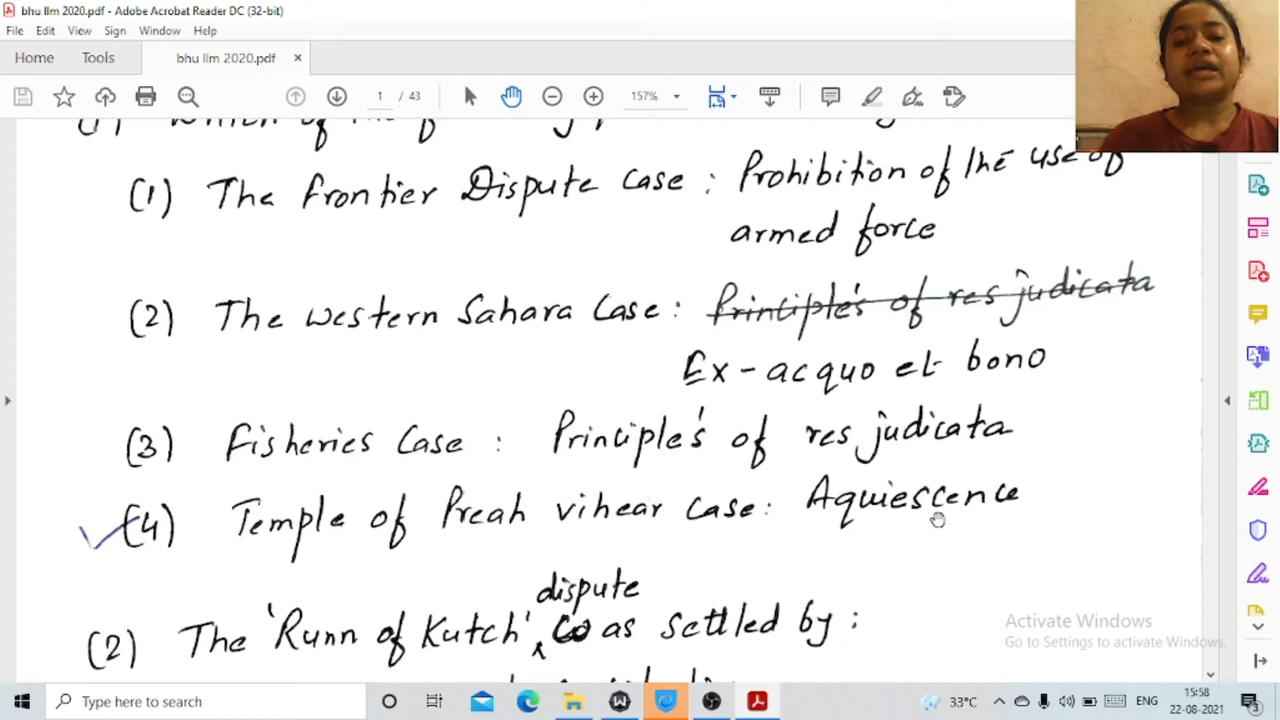 bhu llm 2020.pdf - Adobe Acrobat Reader DC (32-bit)
File Edit View Sign Window Help
Home Tools bhu llm 2020.pdf ×
1 / 43 157%
(1) The Frontier Dispute Case : Prohibition of the use of
armed force
(2) The Western Sahara Case : Principle's of res judicata
Ex - acquo et bono
(3) Fisheries Case : Principle's of res judicata
(4) Temple of Preah vihear Case : Aquiescence
dispute
(2) The 'Runn of Kutch' was settled by :
Activate Windows
Go to Settings to activate Windows.
Type here to search
33°C ENG 15:58
22-08-2021
3